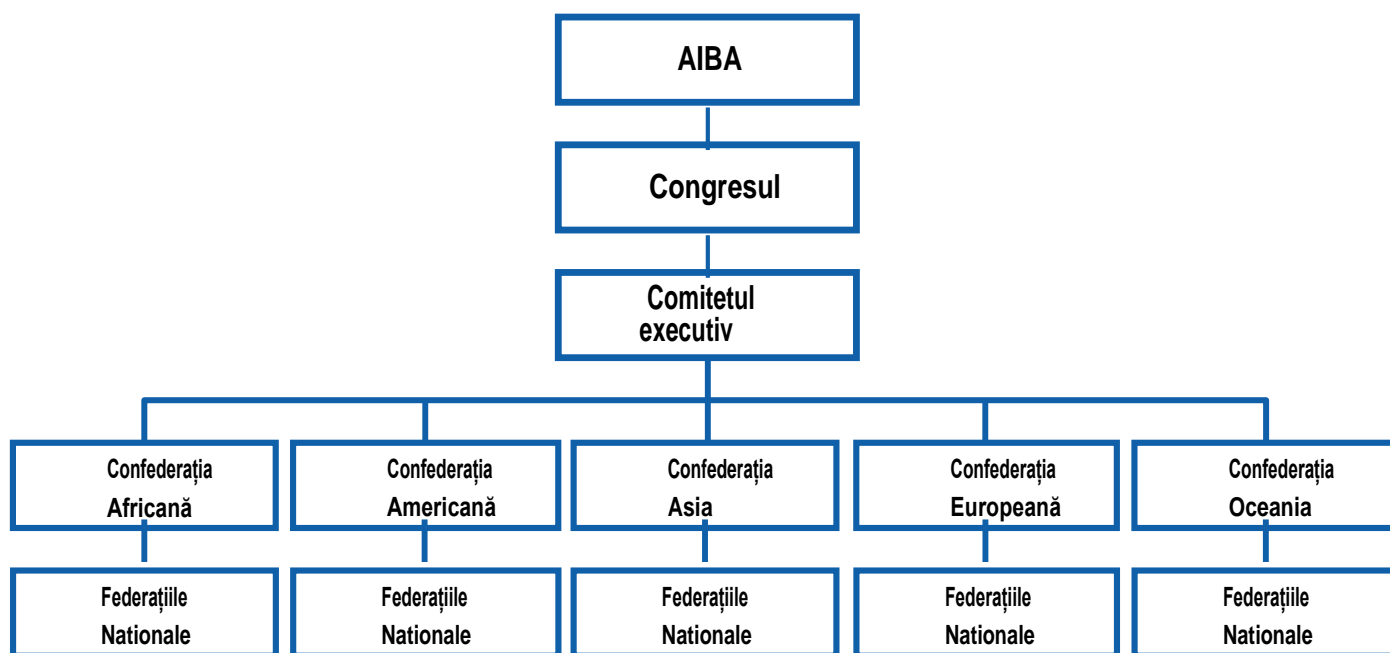 AIBA
Congresul
Comitetul
executiv
Confederația
Africană
Confederația
Americană
Confederația
Asia
Confederația
Europeană
Confederația
Oceania
Federațiile
Nationale
Federațiile
Nationale
Federațiile
Nationale
Federațiile
Nationale
Federațiile
Nationale